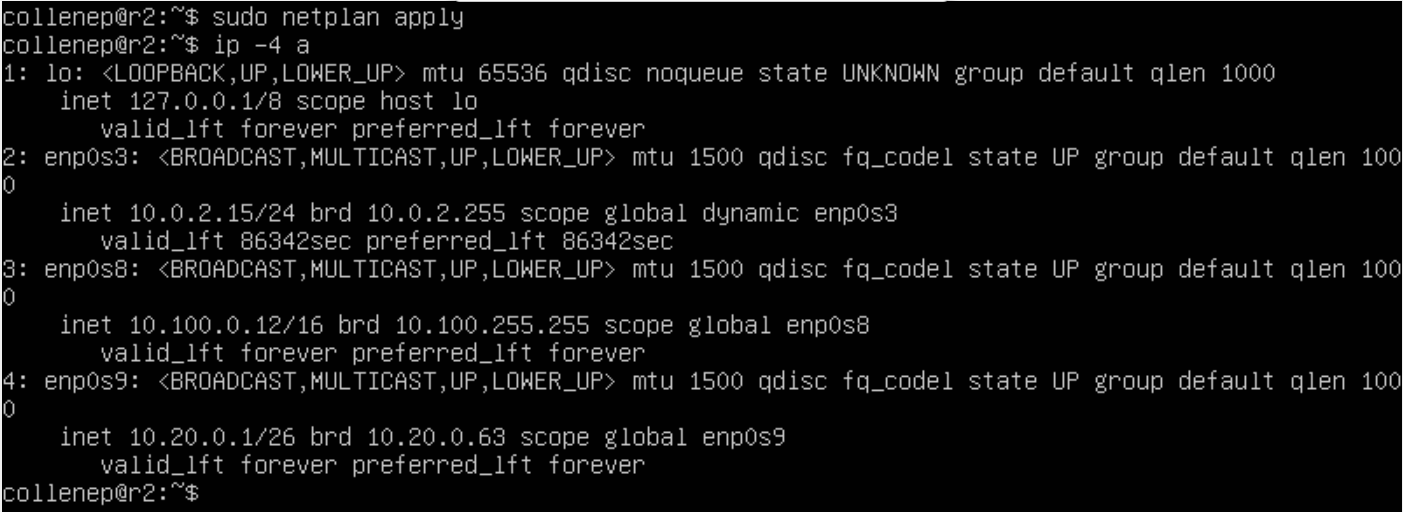 collenep@r2:~$ sudo netplan apply
collenep@r2:~$ ip -4 a
1: lo: <LOOPBACK,UP,LOWER_UP> mtu 65536 qdisc noqueue state UNKNOWN group default qlen 1000
    inet 127.0.0.1/8 scope host lo
       valid_lft forever preferred_lft forever
2: enp0s3: <BROADCAST,MULTICAST,UP,LOWER_UP> mtu 1500 qdisc fq_codel state UP group default qlen 100
0
    inet 10.0.2.15/24 brd 10.0.2.255 scope global dynamic enp0s3
       valid_lft 86342sec preferred_lft 86342sec
3: enp0s8: <BROADCAST,MULTICAST,UP,LOWER_UP> mtu 1500 qdisc fq_codel state UP group default qlen 100
0
    inet 10.100.0.12/16 brd 10.100.255.255 scope global enp0s8
       valid_lft forever preferred_lft forever
4: enp0s9: <BROADCAST,MULTICAST,UP,LOWER_UP> mtu 1500 qdisc fq_codel state UP group default qlen 100
0
    inet 10.20.0.1/26 brd 10.20.0.63 scope global enp0s9
       valid_lft forever preferred_lft forever
collenep@r2:~$